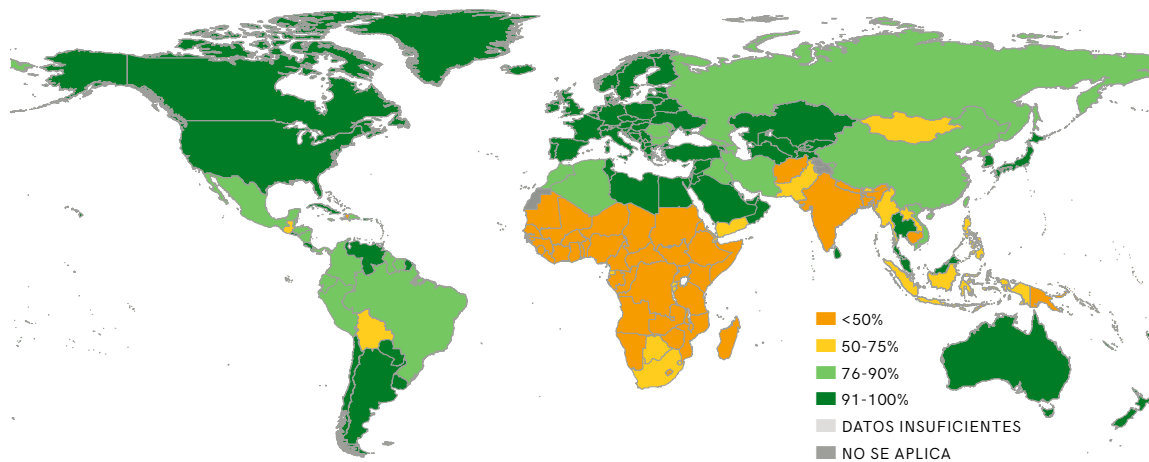 <50%
50-75%
76-90%
91-100%
DATOS INSUFICIENTES
NO SE APLICA